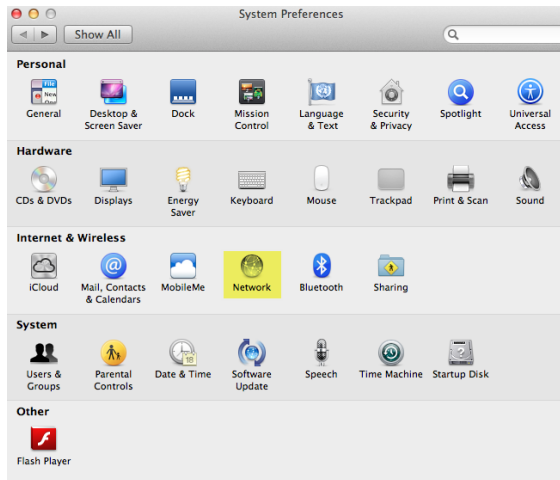 System Preferences
Show All
Personal
General
Desktop & Screen Saver
Dock
Mission Control
Language & Text
Security & Privacy
Spotlight
Universal Access
Hardware
CDs & DVDs
Displays
Energy Saver
Keyboard
Mouse
Trackpad
Print & Scan
Sound
Internet & Wireless
iCloud
Mail, Contacts & Calendars
MobileMe
Network
Bluetooth
Sharing
System
Users & Groups
Parental Controls
Date & Time
Software Update
Speech
Time Machine
Startup Disk
Other
Flash Player